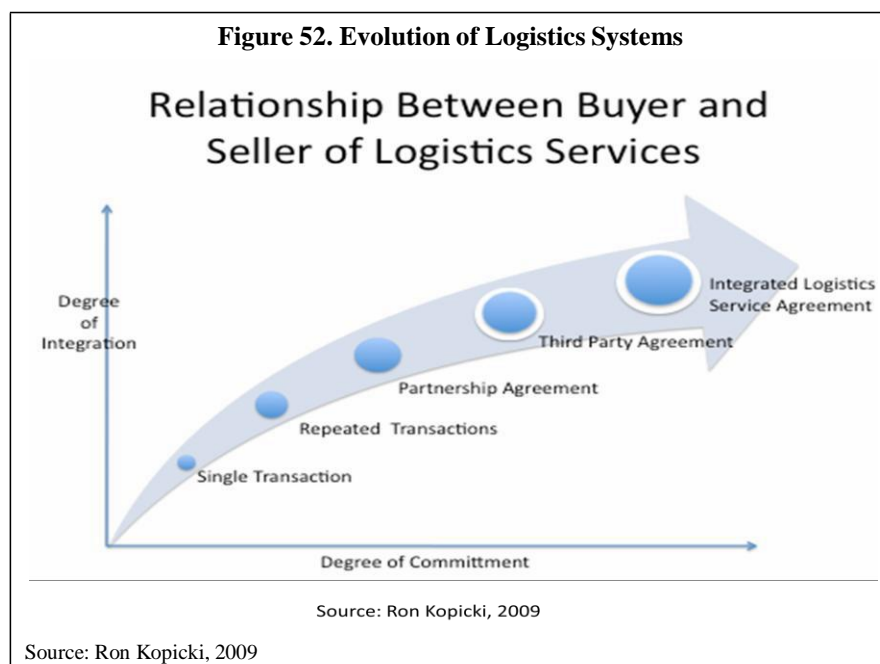 Figure 52. Evolution of Logistics Systems
Relationship Between Buyer and
Seller of Logistics Services
Degree
of
Integration
Integrated Logistics
Service Agreement
Third Party Agreement
Partnership Agreement
Repeated Transactions
Single Transaction
Degree of Committment
Source: Ron Kopicki, 2009
Source: Ron Kopicki, 2009